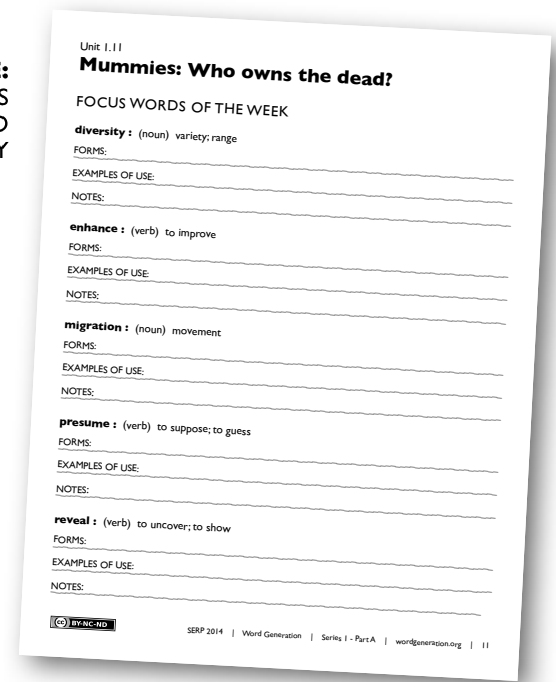 E:
S
O
Y
Unit 1.11
Mummies: Who owns the dead?
FOCUS WORDS OF THE WEEK
diversity : (noun) variety; range
FORMS:
EXAMPLES OF USE:
NOTES:
enhance : (verb) to improve
FORMS:
EXAMPLES OF USE:
NOTES:
migration : (noun) movement
FORMS:
EXAMPLES OF USE:
NOTES:
presume : (verb) to suppose; to guess
FORMS:
EXAMPLES OF USE:
NOTES:
reveal : (verb) to uncover; to show
FORMS:
EXAMPLES OF USE:
NOTES:
cc BY-NC-ND
SERP 2014 | Word Generation | Series 1 - Part A | wordgeneration.org | 11